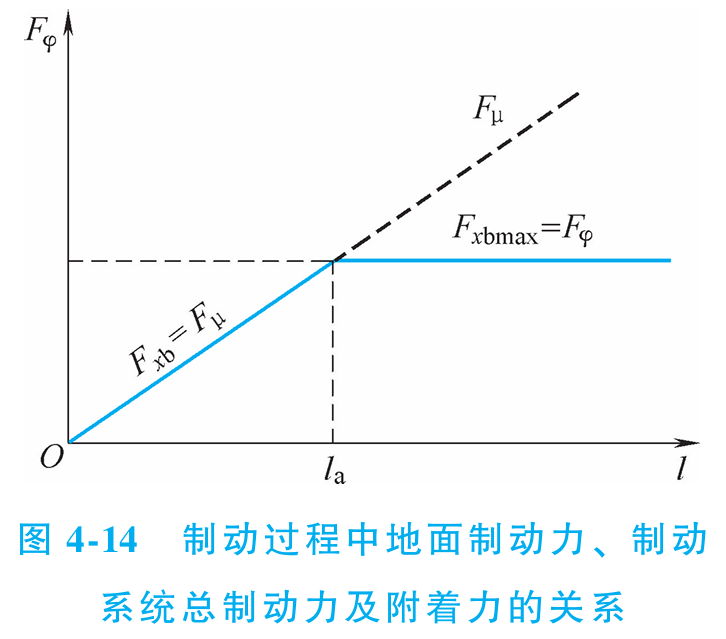 Fφ
Fμ
Fxbmax=Fφ
Fxb=Fμ
O
la
l
图 4-14 制动过程中地面制动力、制动
系统总制动力及附着力的关系